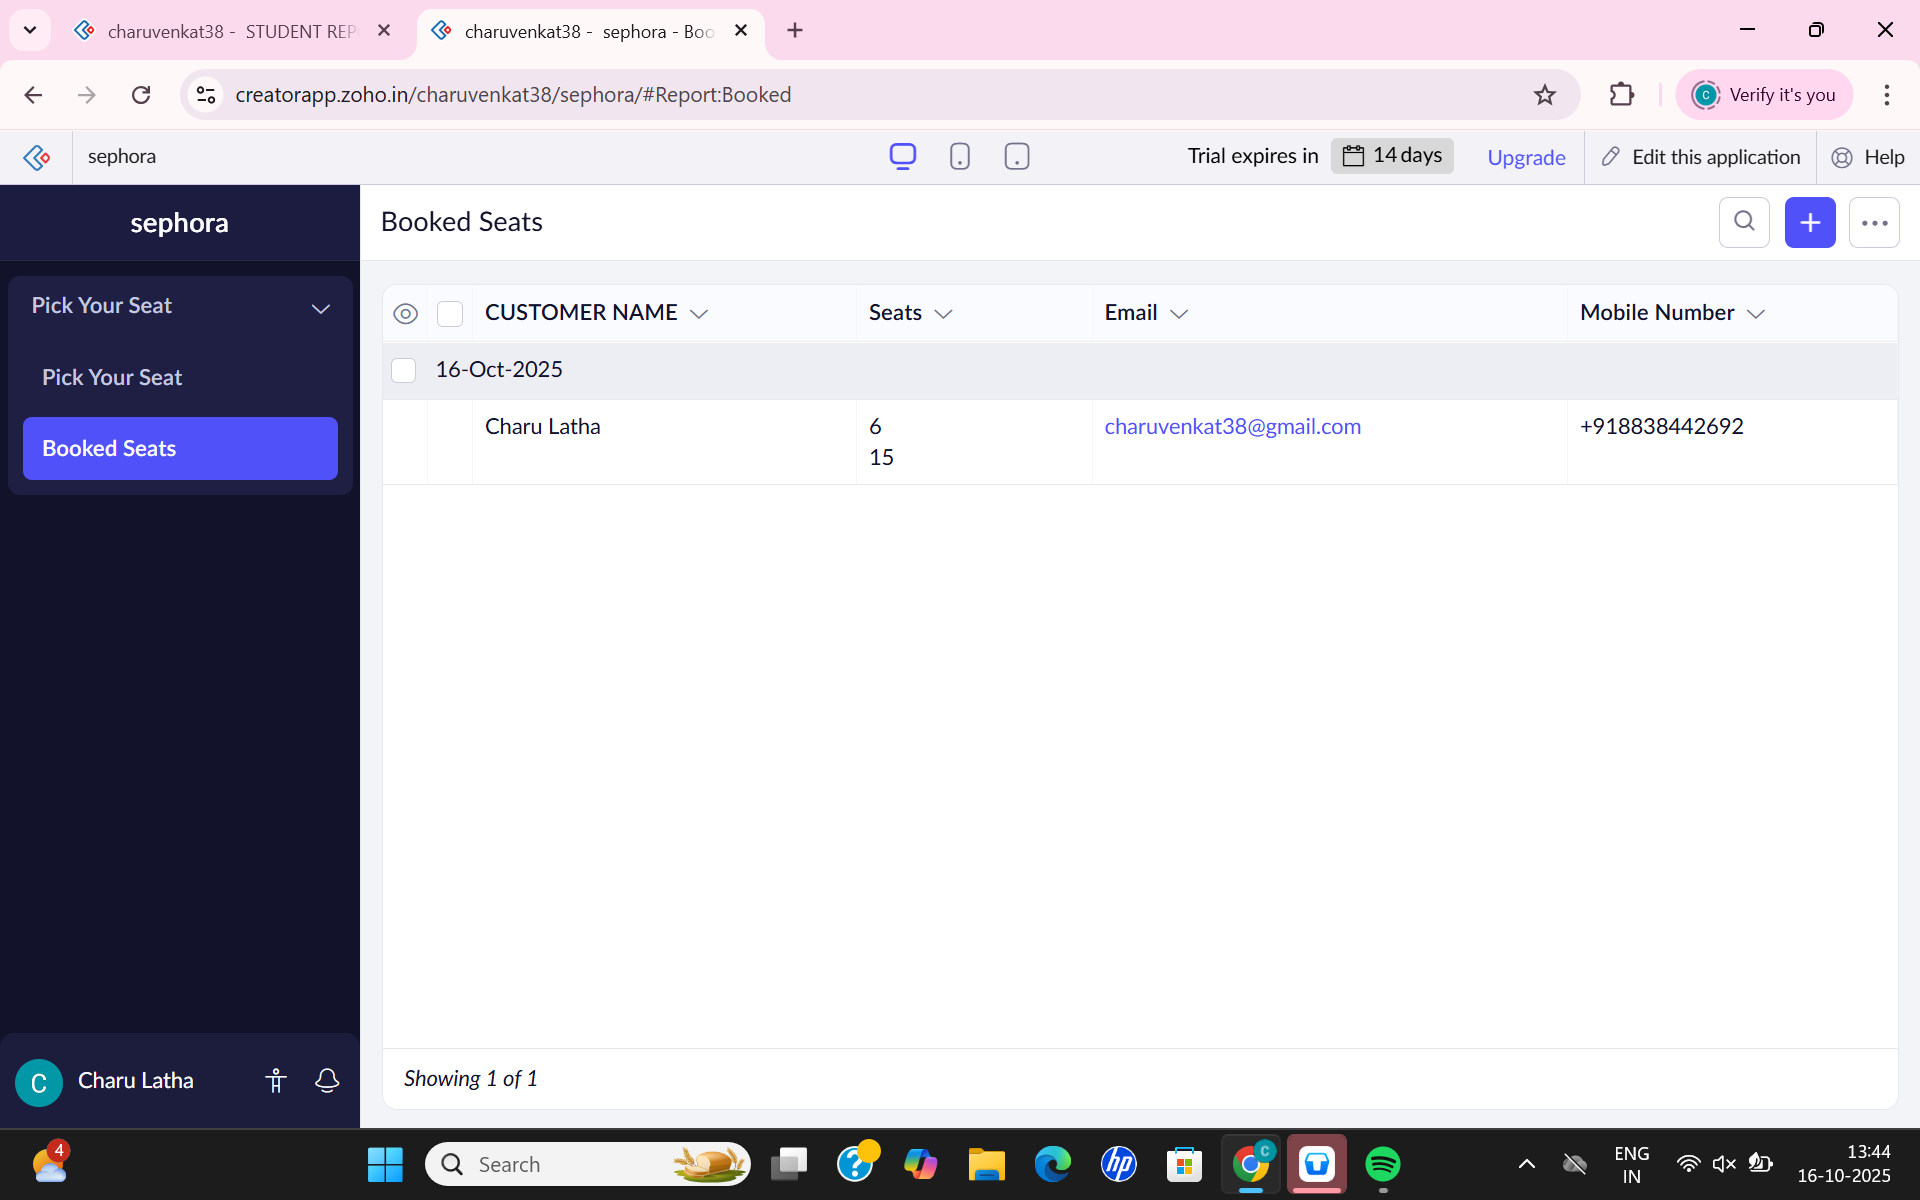 charuvenkat38 - STUDENT REP
charuvenkat38 - sephora - Boo
creatorapp.zoho.in/charuvenkat38/sephora/#Report:Booked
C
Verify it's you
sephora
Trial expires in
14 days
Upgrade
Edit this application
Help
sephora
Booked Seats
Pick Your Seat
Pick Your Seat
Booked Seats
CUSTOMER NAME
Seats
Email
Mobile Number
16-Oct-2025
Charu Latha
6
15
charuvenkat38@gmail.com
+918838442692
Showing 1 of 1
C
Charu Latha
4
Search
hp
C
ENG
IN
13:44
16-10-2025